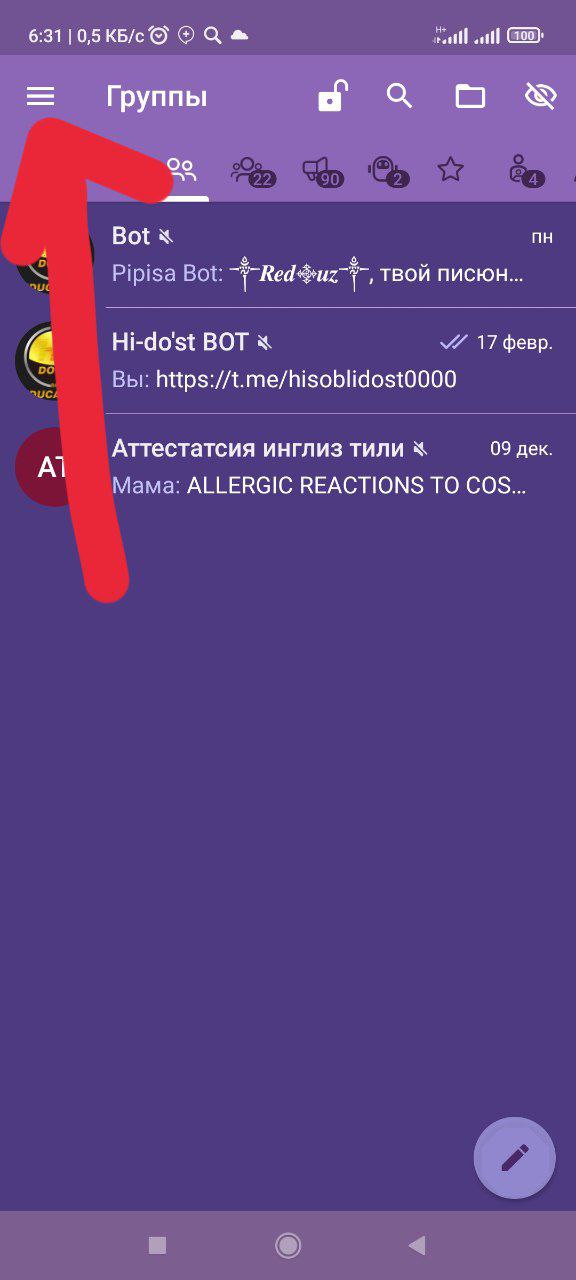 6:31 | 0,5 КБ/с
H+
100
Группы
22 90 2 4
Bot
пн
Pipisa Bot: Red uz, твой писюн...
Hi-do'st BOT
17 февр.
Вы: https://t.me/hisoblidost0000
Аттестатсия инглиз тили
09 дек.
Мама: ALLERGIC REACTIONS TO COS...